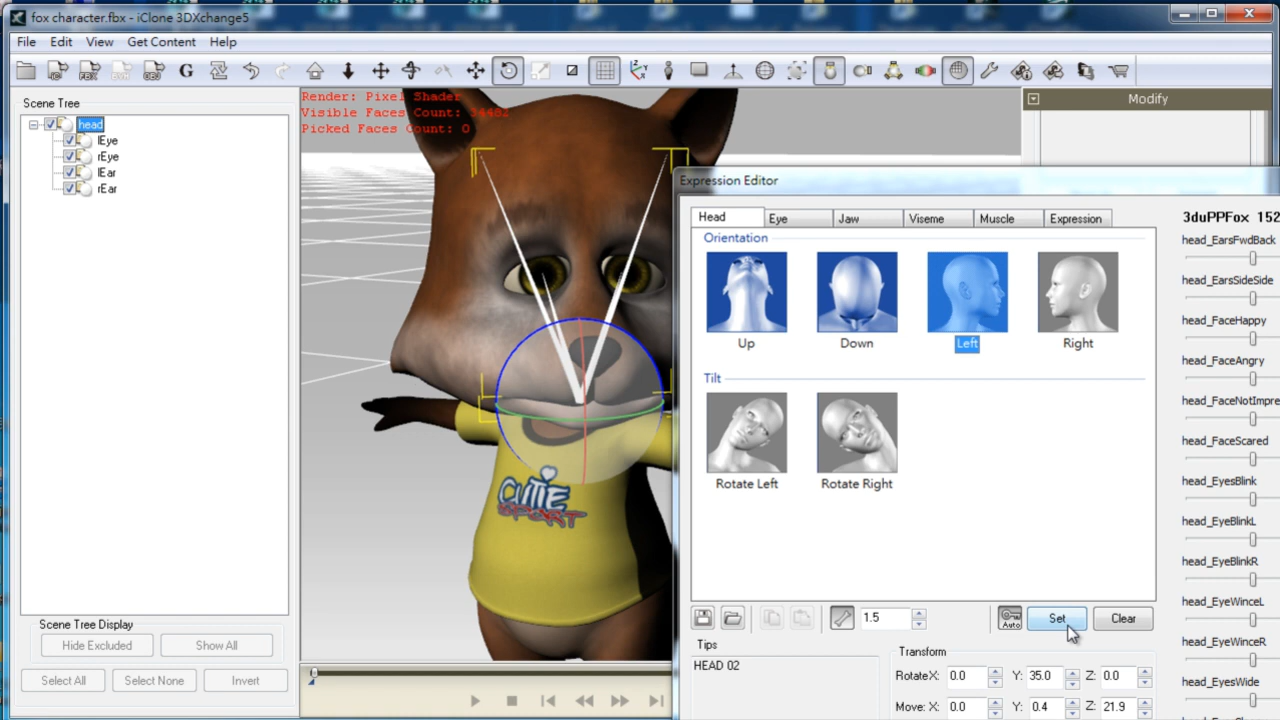 fox character.fbx - iClone 3DXchange5
File Edit View Get Content Help
Scene Tree
head
lEye
rEye
lEar
rEar
Scene Tree Display
Hide Excluded
Show All
Select All
Select None
Invert
Render: Pixel Shader
Visible Faces Count: 34482
Picked Faces Count: 0
CUTIE
SPORT
Modify
Expression Editor
Head
Eye
Jaw
Viseme
Muscle
Expression
Orientation
Up
Down
Left
Right
Tilt
Rotate Left
Rotate Right
1.5
Auto
Set
Clear
Tips
HEAD 02
Transform
RotateX: 0.0 Y: 35.0 Z: 0.0
Move: X: 0.0 Y: 0.4 Z: 21.9
3duPPFox 152
head_EarsFwdBack
head_EarsSideSide
head_FaceHappy
head_FaceAngry
head_FaceNotImpre
head_FaceScared
head_EyesBlink
head_EyeBlinkL
head_EyeBlinkR
head_EyeWinceL
head_EyeWinceR
head_EyesWide